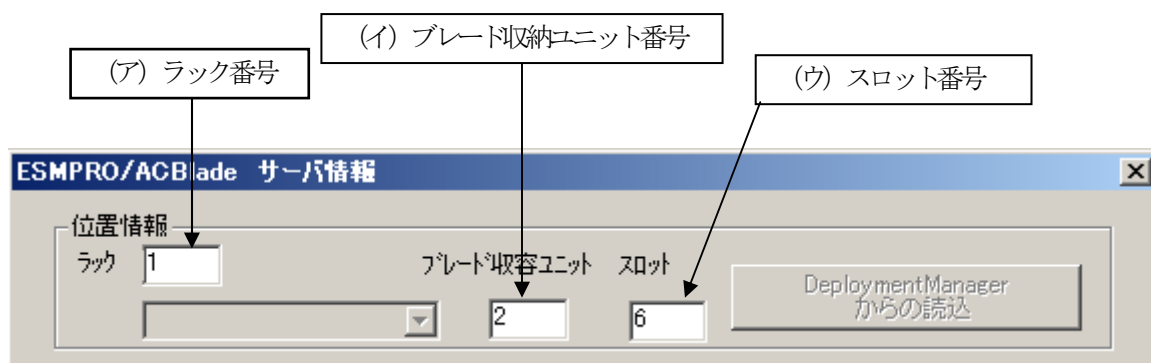 (イ) ブレード収納ユニット番号
(ア) ラック番号
(ウ) スロット番号
ESMPRO/ACBlade サーバ情報
位置情報
ﾗｯｸ 1
ﾌﾞﾚｰﾄﾞ収容ﾕﾆｯﾄ ｽﾛｯﾄ
2 6
DeploymentManager
からの読込